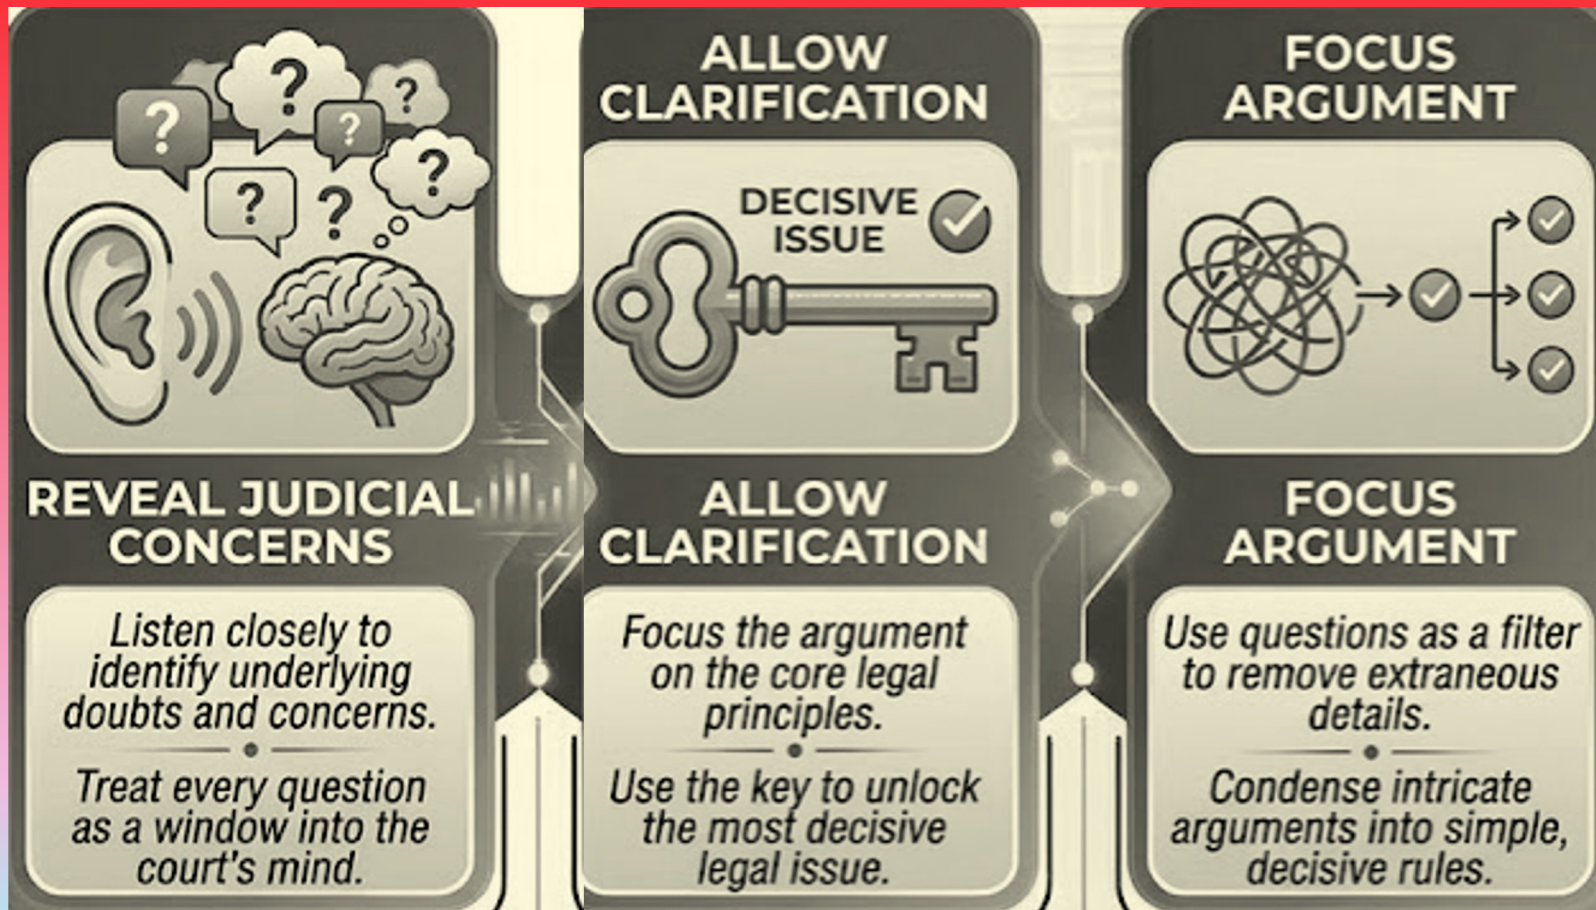 ?
?
?
?
?
?
?
REVEAL JUDICIAL
CONCERNS
Listen closely to
identify underlying
doubts and concerns.
Treat every question
as a window into the
court's mind.
ALLOW
CLARIFICATION
DECISIVE
ISSUE
ALLOW
CLARIFICATION
Focus the argument
on the core legal
principles.
Use the key to unlock
the most decisive
legal issue.
FOCUS
ARGUMENT
FOCUS
ARGUMENT
Use questions as a filter
to remove extraneous
details.
Condense intricate
arguments into simple,
decisive rules.